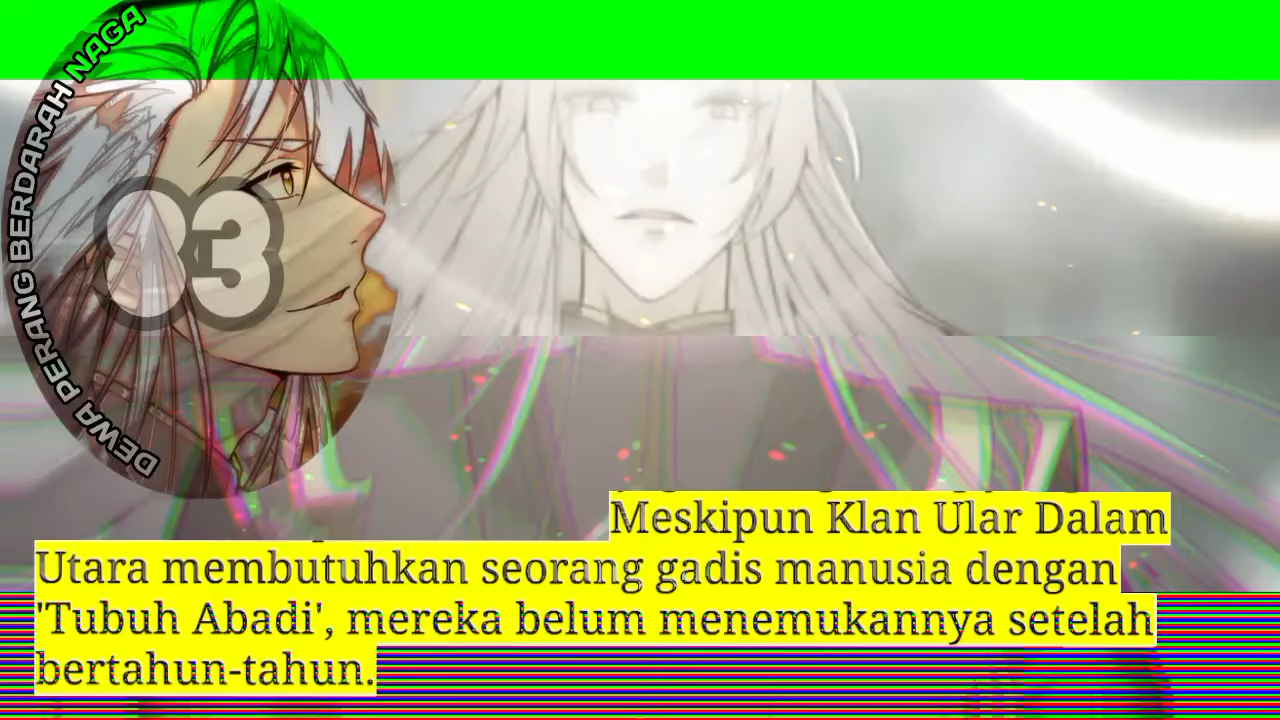 DEWA PERANG BERDARAH NAGA
83
Meskipun Klan Ular Dalam
Utara membutuhkan seorang gadis manusia dengan
'Tubuh Abadi', mereka belum menemukannya setelah
bertahun-tahun.